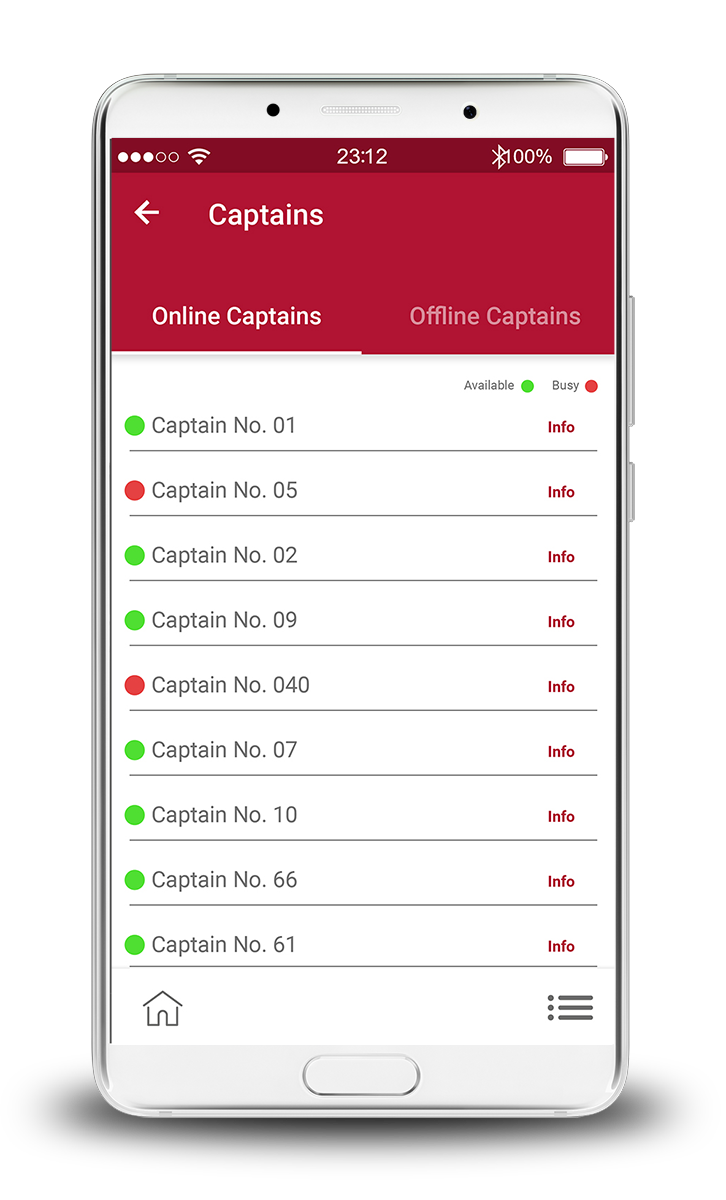 23:12 100%
Captains
Online Captains Offline Captains
Available Busy
Captain No. 01 Info
Captain No. 05 Info
Captain No. 02 Info
Captain No. 09 Info
Captain No. 040 Info
Captain No. 07 Info
Captain No. 10 Info
Captain No. 66 Info
Captain No. 61 Info